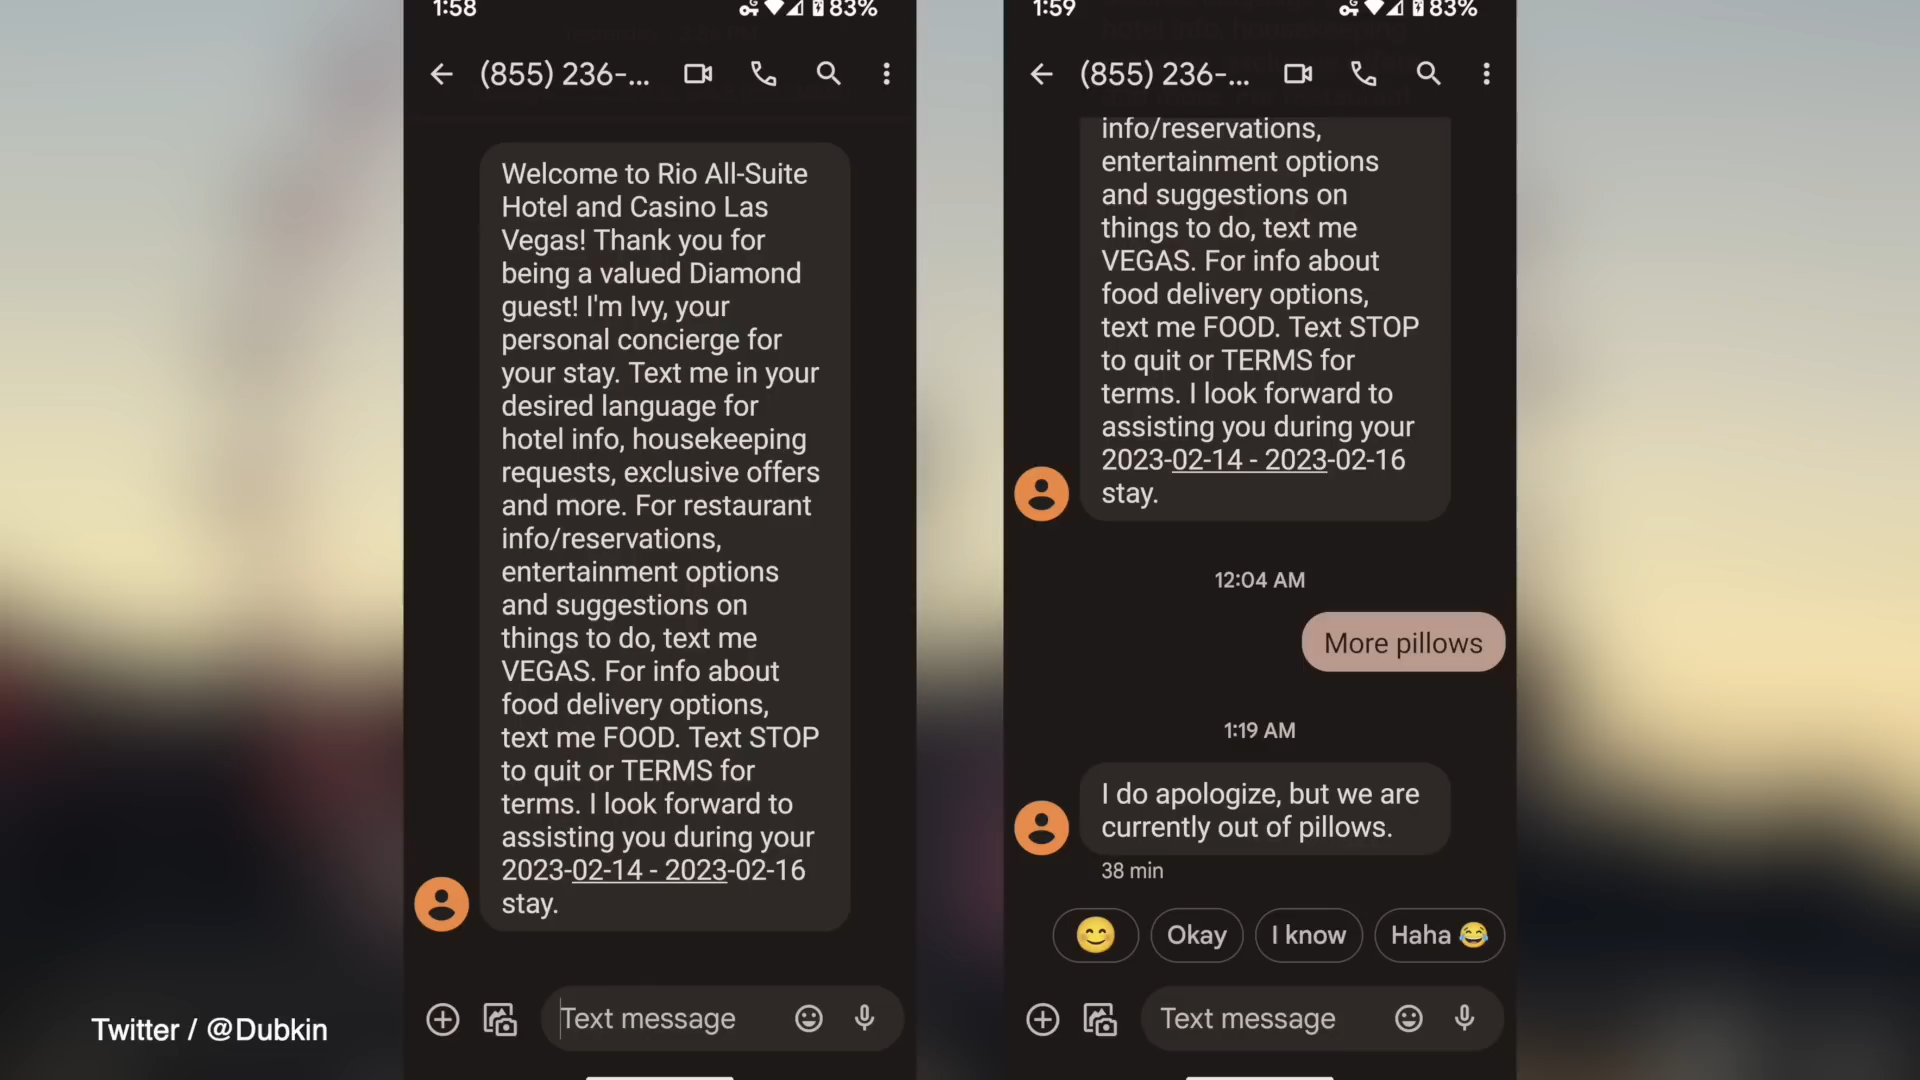 1:58
83%
(855) 236-...
Welcome to Rio All-Suite
Hotel and Casino Las
Vegas! Thank you for
being a valued Diamond
guest! I'm Ivy, your
personal concierge for
your stay. Text me in your
desired language for
hotel info, housekeeping
requests, exclusive offers
and more. For restaurant
info/reservations,
entertainment options
and suggestions on
things to do, text me
VEGAS. For info about
food delivery options,
text me FOOD. Text STOP
to quit or TERMS for
terms. I look forward to
assisting you during your
2023-02-14 - 2023-02-16
stay.
Text message
1:59
83%
(855) 236-...
info/reservations,
entertainment options
and suggestions on
things to do, text me
VEGAS. For info about
food delivery options,
text me FOOD. Text STOP
to quit or TERMS for
terms. I look forward to
assisting you during your
2023-02-14 - 2023-02-16
stay.
12:04 AM
More pillows
1:19 AM
I do apologize, but we are
currently out of pillows.
38 min
😊 Okay I know Haha 😂
Text message
Twitter / @Dubkin